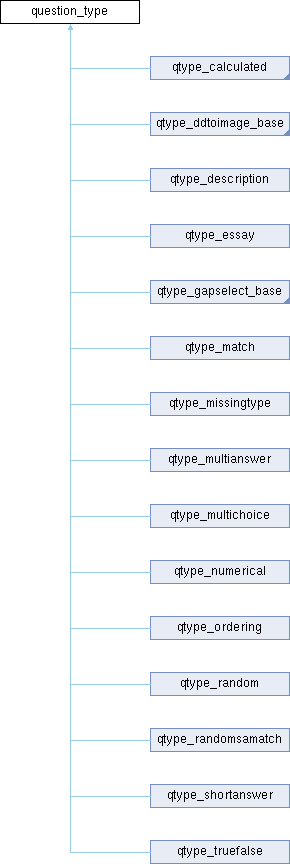 question_type
qtype_calculated
qtype_ddtoimage_base
qtype_description
qtype_essay
qtype_gapselect_base
qtype_match
qtype_missingtype
qtype_multianswer
qtype_multichoice
qtype_numerical
qtype_ordering
qtype_random
qtype_randomsamatch
qtype_shortanswer
qtype_truefalse